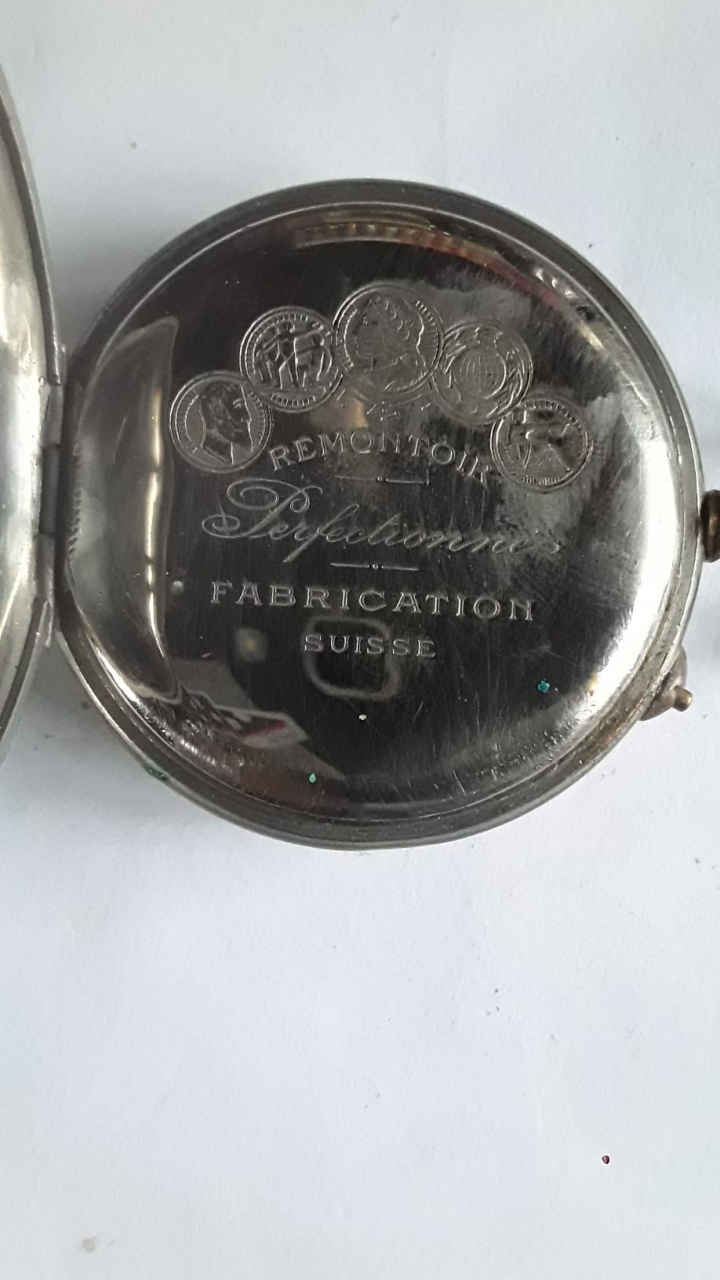 REMONTOIR
Perfectionné
FABRICATION
SUISSE